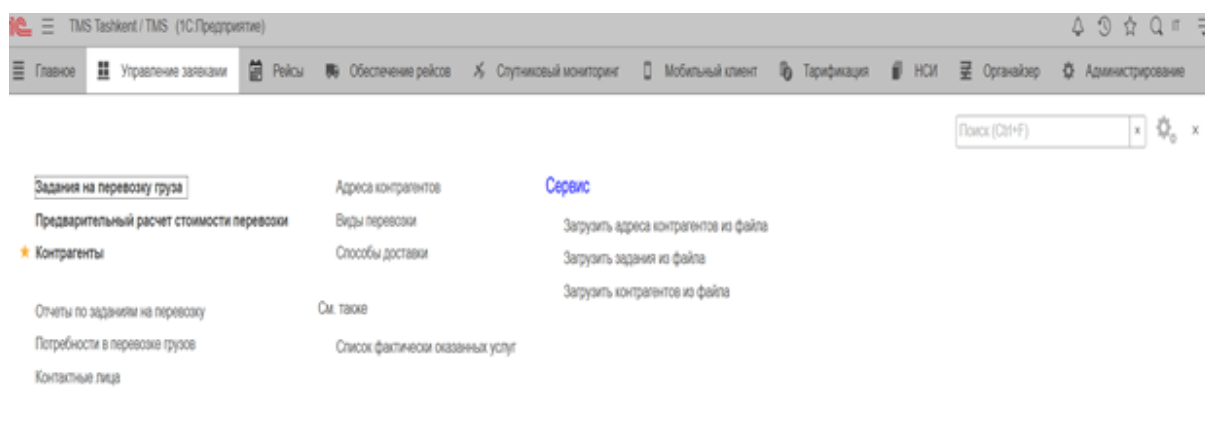 1С TMS Tashkent / TMS (1С:Предприятие)
Главное Управление заявками Рейсы Обеспечение рейсов Спутниковый мониторинг Мобильный клиент Тарификация НСИ Органайзер Администрирование
Поиск (Ctrl+F) x x
Задания на перевозку груза
Предварительный расчет стоимости перевозки
Контрагенты
Отчеты по заданиям на перевозку
Потребности в перевозке грузов
Контактные лица
Адреса контрагентов
Виды перевозки
Способы доставки
См. также
Список фактически оказанных услуг
Сервис
Загрузить адреса контрагентов из файла
Загрузить задания из файла
Загрузить контрагентов из файла